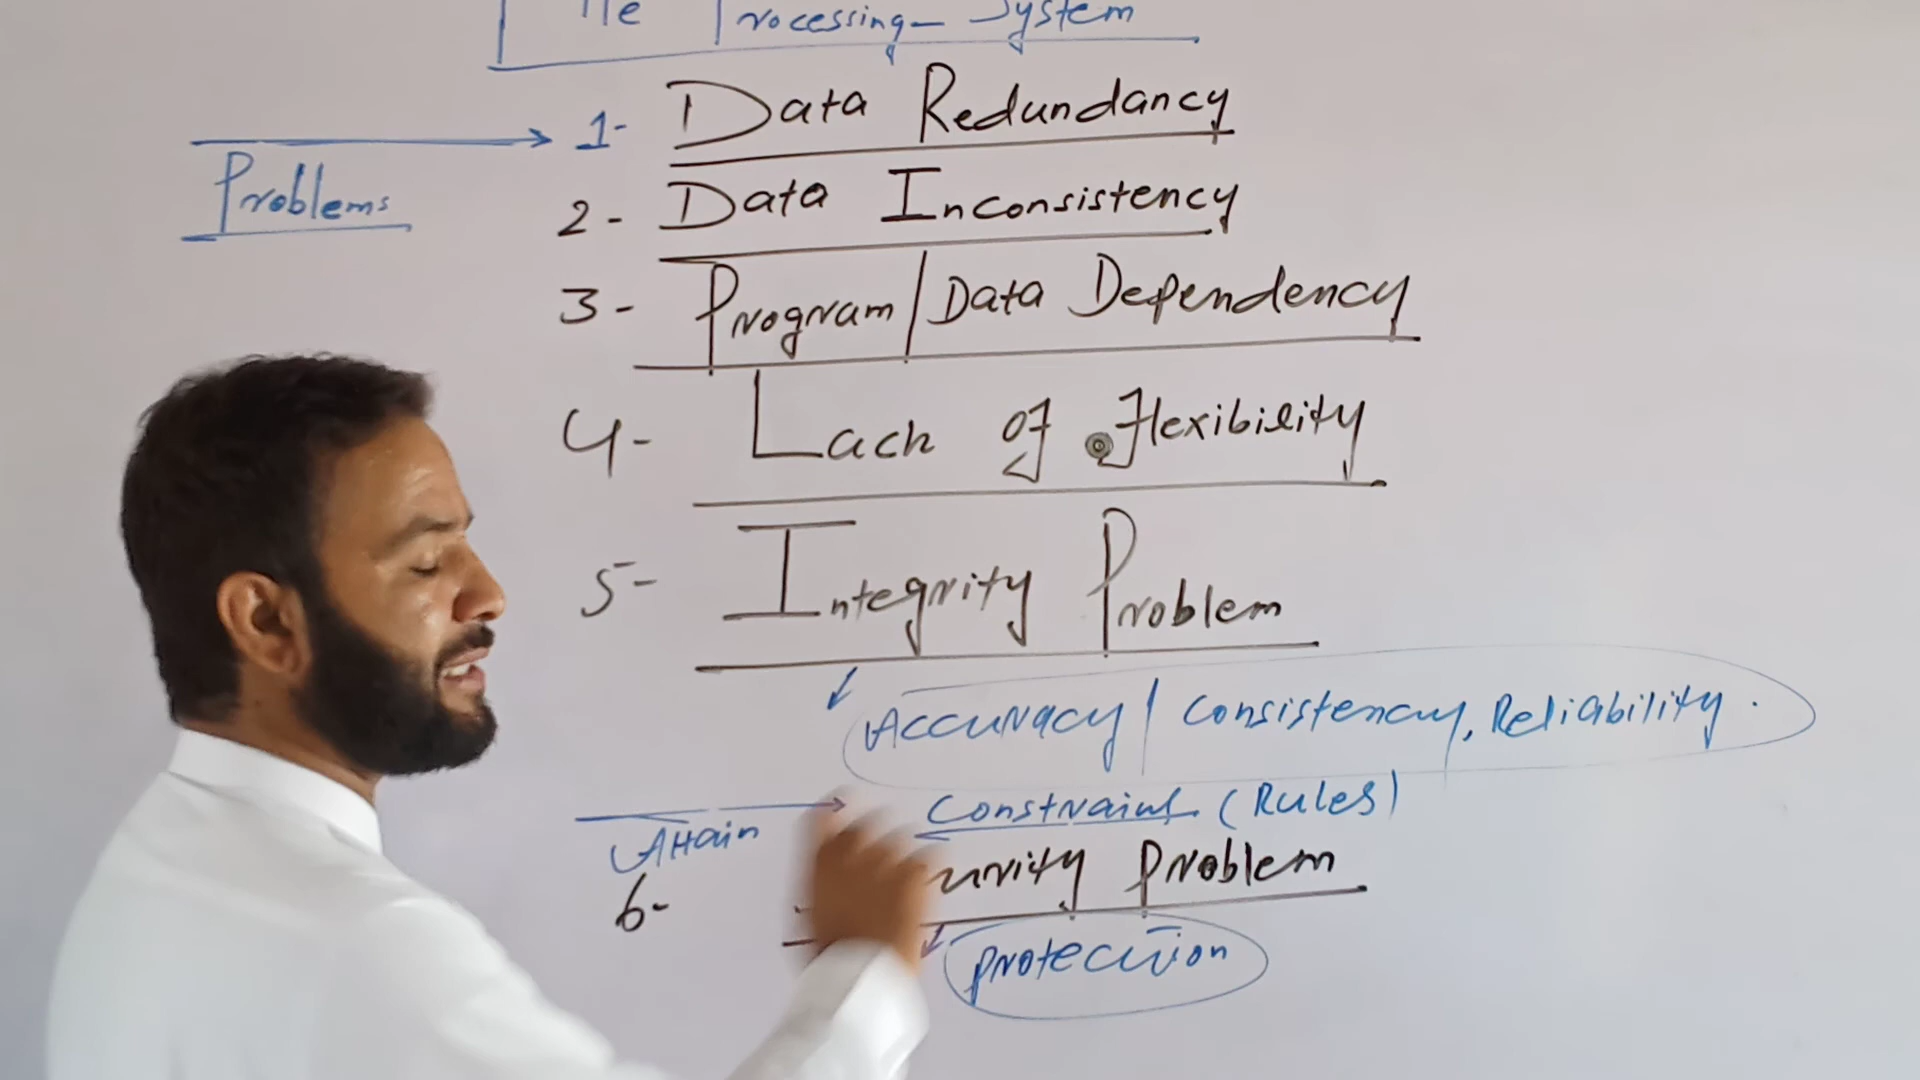 Processing System
1- Data Redundancy
Problems
2- Data Inconsistency
3- Program/Data Dependency
4- Lack of Flexibility
5- Integrity Problem
Accuracy/Consistency, Reliability.
Constraint (Rules)
Attain
6- urity Problem
Protection